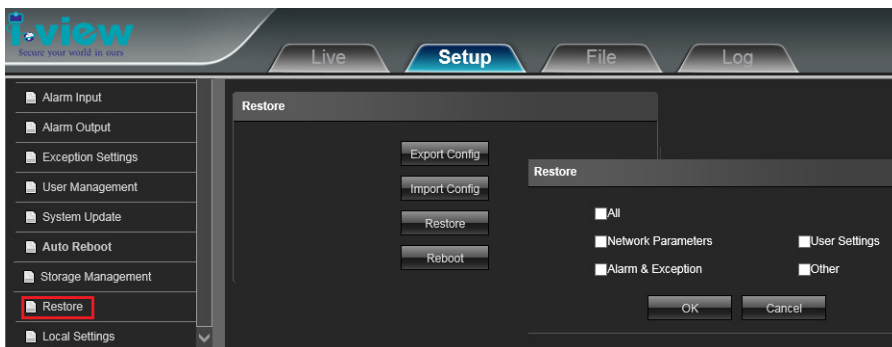 i-view
Secure your world in ours
Live
Setup
File
Log
Alarm Input
Alarm Output
Exception Settings
User Management
System Update
Auto Reboot
Storage Management
Restore
Local Settings
Restore
Export Config
Import Config
Restore
Reboot
Restore
All
Network Parameters
User Settings
Alarm & Exception
Other
OK
Cancel